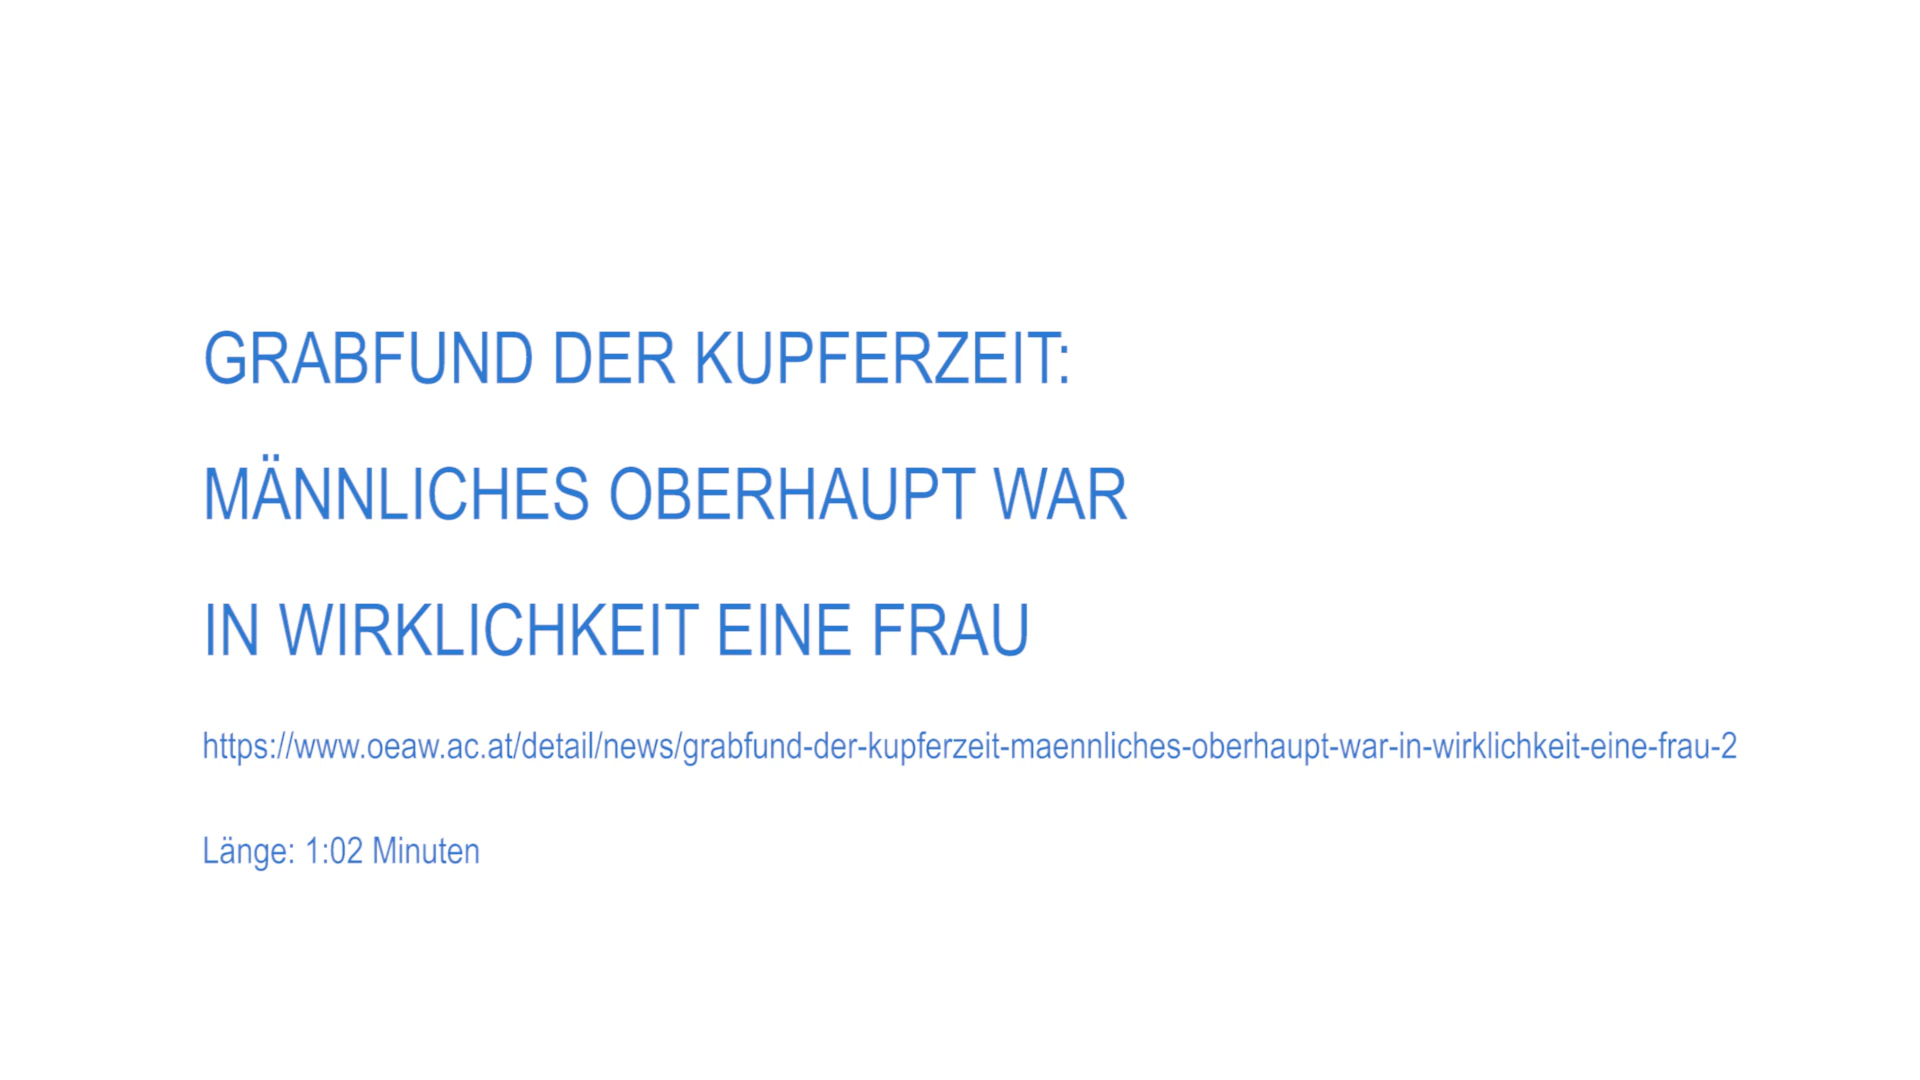 GRABFUND DER KUPFERZEIT:
MÄNNLICHES OBERHAUPT WAR
IN WIRKLICHKEIT EINE FRAU
https://www.oeaw.ac.at/detail/news/grabfund-der-kupferzeit-maennliches-oberhaupt-war-in-wirklichkeit-eine-frau-2
Länge: 1:02 Minuten